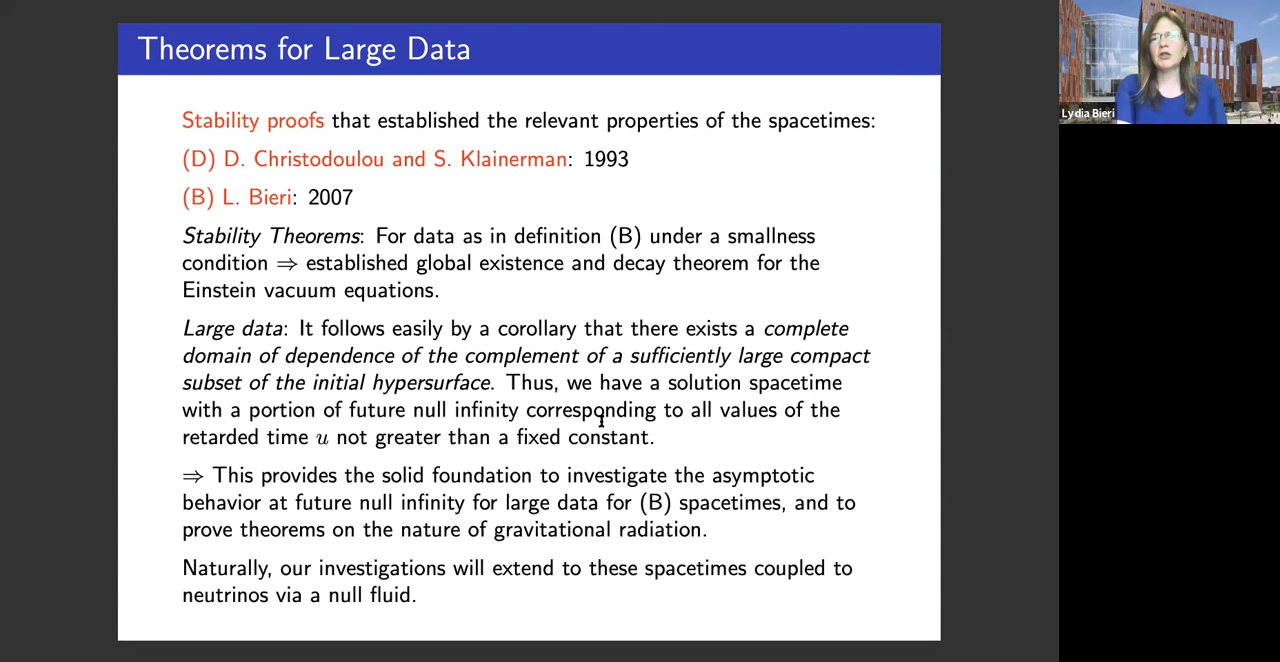 Theorems for Large Data
Stability proofs that established the relevant properties of the spacetimes:
(D) D. Christodoulou and S. Klainerman: 1993
(B) L. Bieri: 2007
Stability Theorems: For data as in definition (B) under a smallness
condition ⇒ established global existence and decay theorem for the
Einstein vacuum equations.
Large data: It follows easily by a corollary that there exists a complete
domain of dependence of the complement of a sufficiently large compact
subset of the initial hypersurface. Thus, we have a solution spacetime
with a portion of future null infinity corresponding to all values of the
retarded time u not greater than a fixed constant.
⇒ This provides the solid foundation to investigate the asymptotic
behavior at future null infinity for large data for (B) spacetimes, and to
prove theorems on the nature of gravitational radiation.
Naturally, our investigations will extend to these spacetimes coupled to
neutrinos via a null fluid.
Lydia Bieri